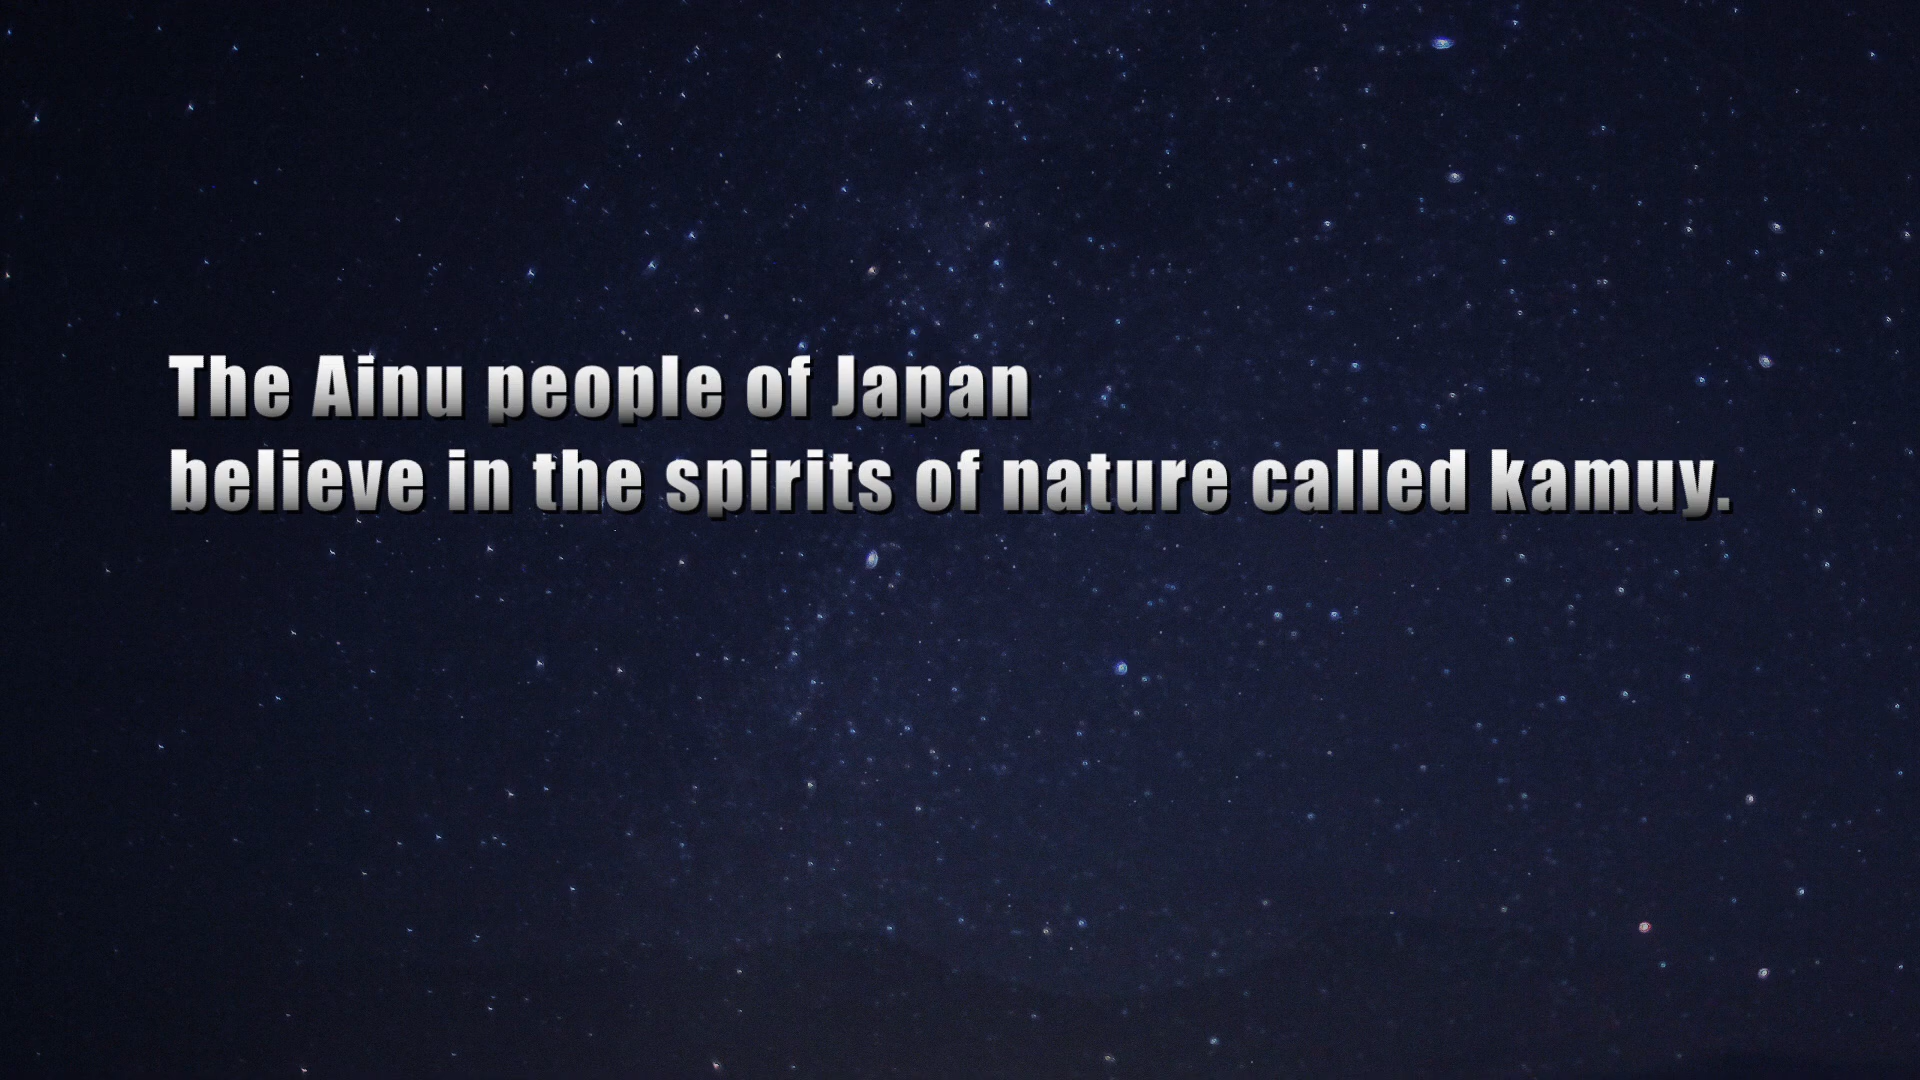 The Ainu people of Japan
believe in the spirits of nature called kamuy.